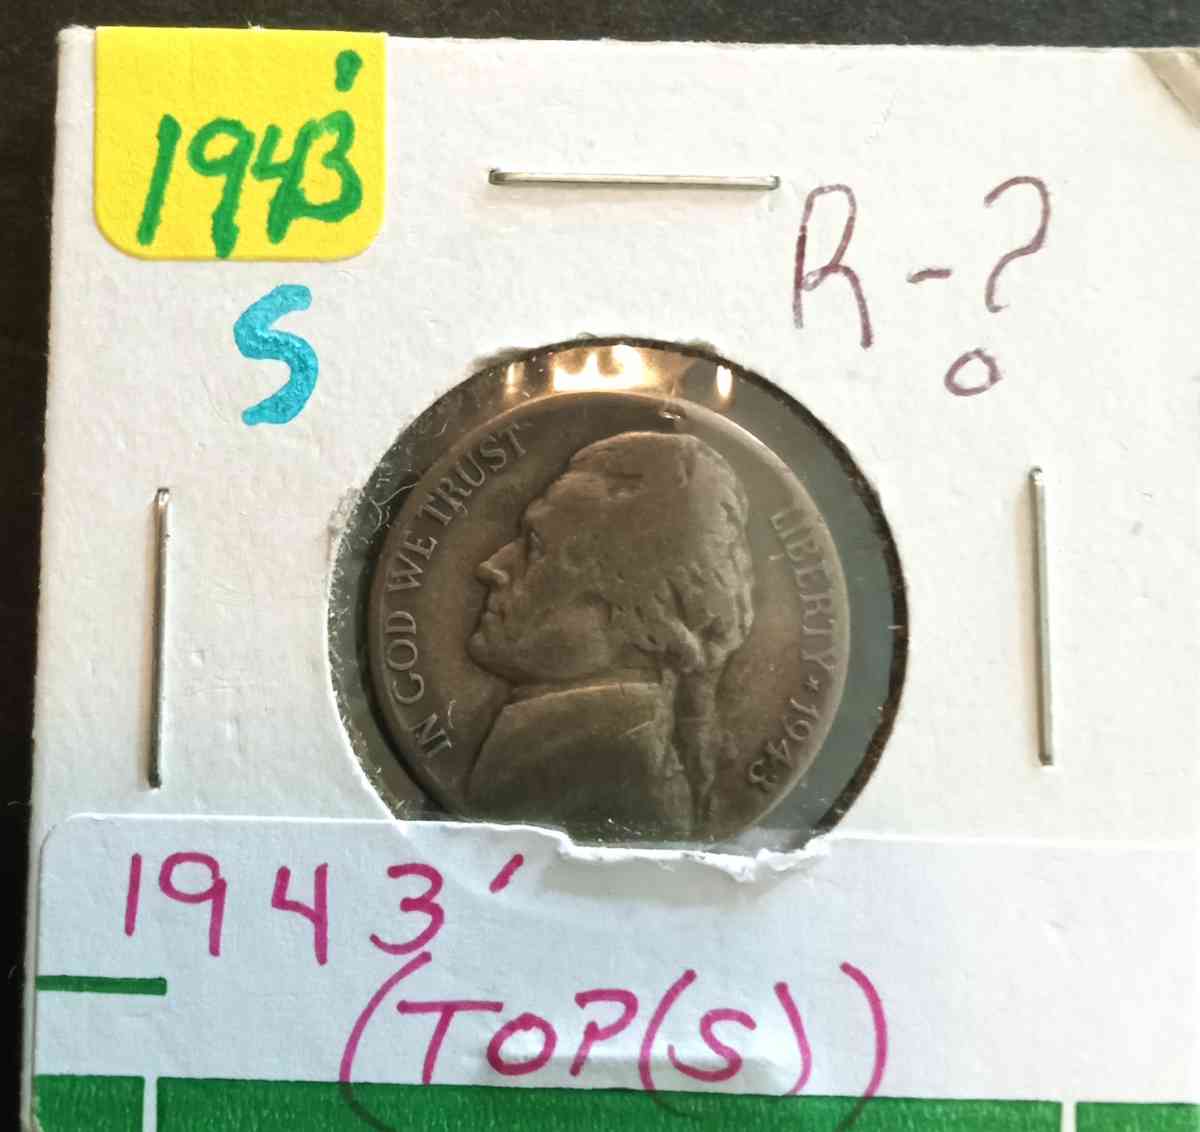 1943'
R-?
S
IN GOD WE TRUST
LIBERTY ★ 1943
1943'
(TOP(S))